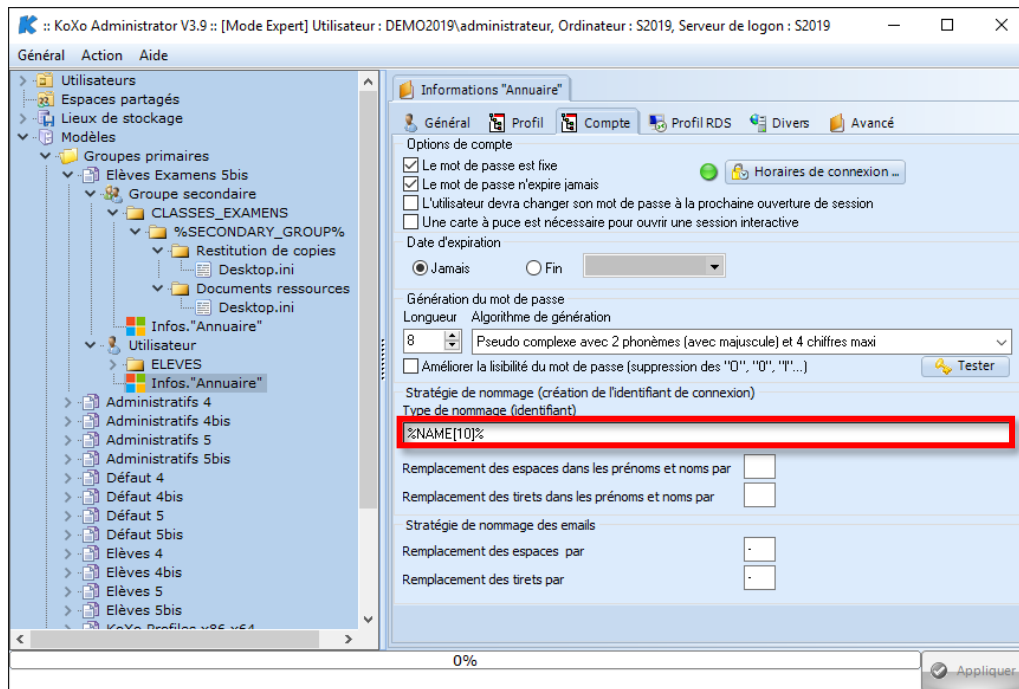 :: KoXo Administrator V3.9 :: [Mode Expert] Utilisateur : DEMO2019\administrateur, Ordinateur : S2019, Serveur de logon : S2019
Général Action Aide
Utilisateurs
Espaces partagés
Lieux de stockage
Modèles
Groupes primaires
Elèves Examens 5bis
Groupe secondaire
CLASSES_EXAMENS
%SECONDARY_GROUP%
Restitution de copies
Desktop.ini
Documents ressources
Desktop.ini
Infos."Annuaire"
Utilisateur
ELEVES
Infos."Annuaire"
Administratifs 4
Administratifs 4bis
Administratifs 5
Administratifs 5bis
Défaut 4
Défaut 4bis
Défaut 5
Défaut 5bis
Elèves 4
Elèves 4bis
Elèves 5
Elèves 5bis
KoXo Profiles x86 x64
Informations "Annuaire"
Général Profil Compte Profil RDS Divers Avancé
Options de compte
Le mot de passe est fixe
Horaires de connexion ...
Le mot de passe n'expire jamais
L'utilisateur devra changer son mot de passe à la prochaine ouverture de session
Une carte à puce est nécessaire pour ouvrir une session interactive
Date d'expiration
Jamais Fin
Génération du mot de passe
Longueur Algorithme de génération
8 Pseudo complexe avec 2 phonèmes (avec majuscule) et 4 chiffres maxi
Améliorer la lisibilité du mot de passe (suppression des "O", "0", "l"...) Tester
Stratégie de nommage (création de l'identifiant de connexion)
Type de nommage (identifiant)
%NAME[10]%
Remplacement des espaces dans les prénoms et noms par
Remplacement des tirets dans les prénoms et noms par
Stratégie de nommage des emails
Remplacement des espaces par -
Remplacement des tirets par -
0%
Appliquer